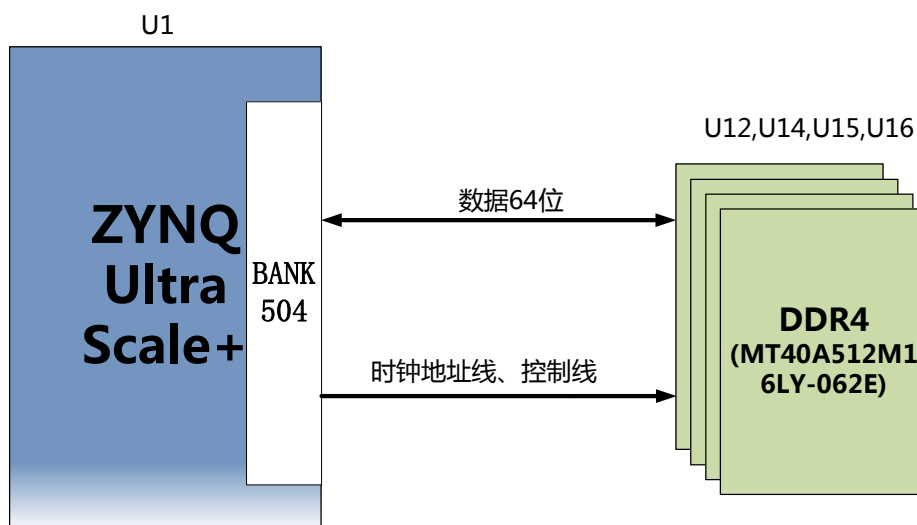 U1
U12,U14,U15,U16
数据64位
ZYNQ
Ultra
Scale+
BANK
504
时钟地址线、控制线
DDR4
(MT40A512M1
6LY-062E)